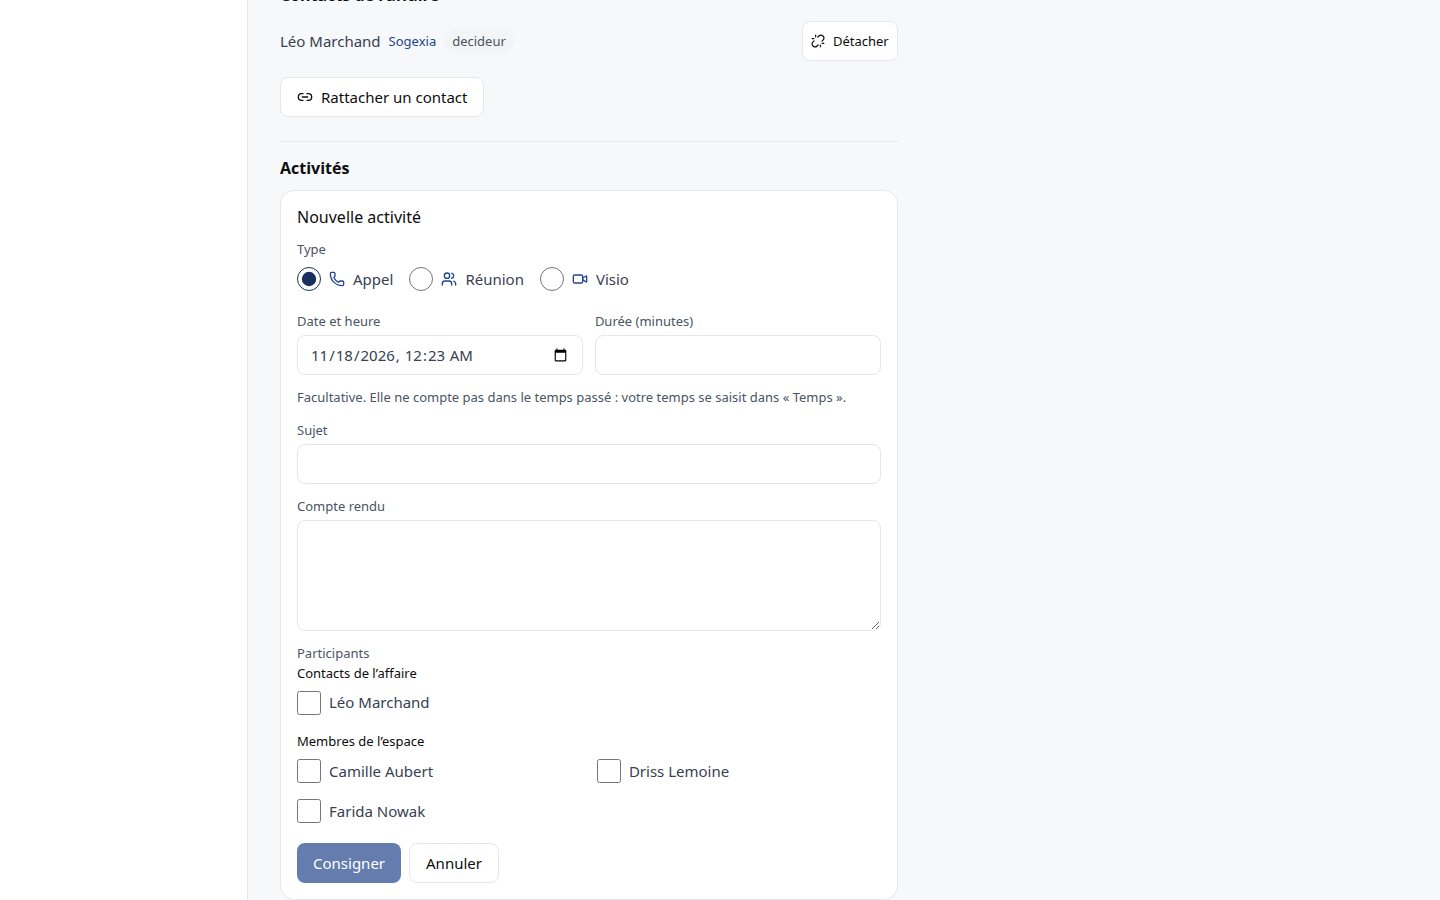 Léo Marchand Sogexia decideur Détacher
Rattacher un contact
Activités
Nouvelle activité
Type
Appel Réunion Visio
Date et heure Durée (minutes)
11/18/2026, 12:23 AM
Facultative. Elle ne compte pas dans le temps passé : votre temps se saisit dans « Temps ».
Sujet
Compte rendu
Participants
Contacts de l’affaire
Léo Marchand
Membres de l’espace
Camille Aubert Driss Lemoine
Farida Nowak
Consigner Annuler